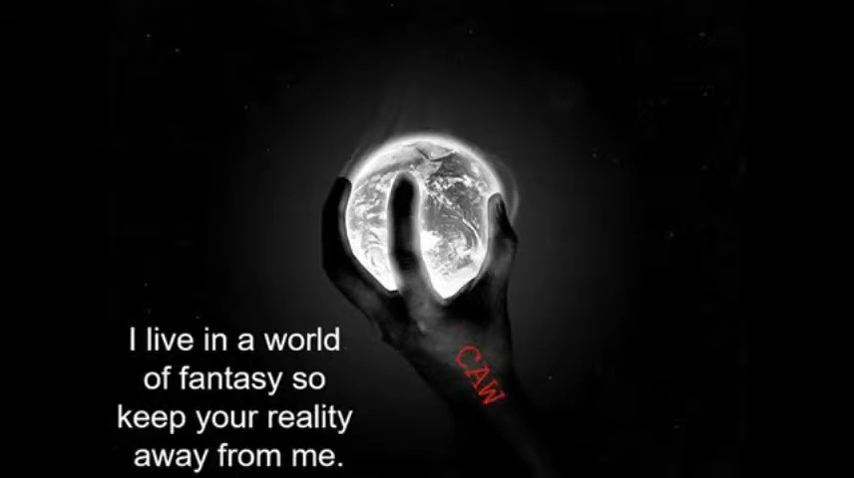 CAW
I live in a world
of fantasy so
keep your reality
away from me.